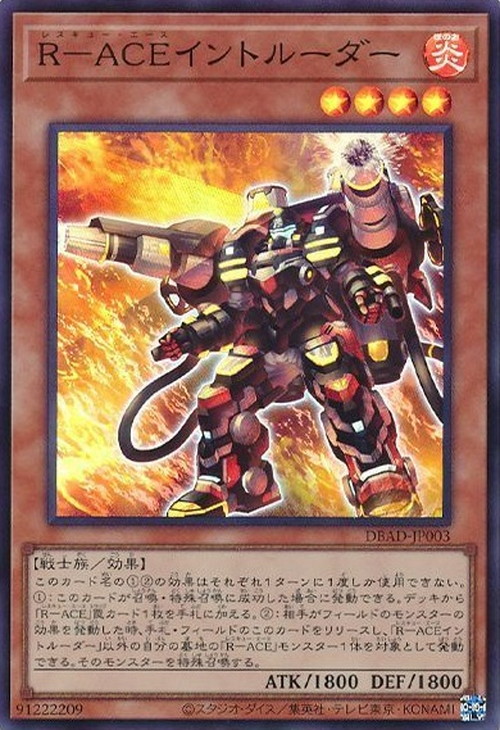 レスキュー・エース
R－ACEイントルーダー
ほのお
炎
DBAD-JP003
【戦士族／効果】
このカード名の①②の効果はそれぞれ１ターンに１度しか使用できない。
①：このカードが召喚・特殊召喚に成功した場合に発動できる。デッキから
「R－ACE」罠カード１枚を手札に加える。②：相手がフィールドのモンスターの
効果を発動した時、手札・フィールドのこのカードをリリースし、「R－ACEイン
トルーダー」以外の自分の墓地の「R－ACE」モンスター１体を対象として発動
できる。そのモンスターを特殊召喚する。
ATK/1800 DEF/1800
91222209 ©スタジオ・ダイス／集英社・テレビ東京・KONAMI